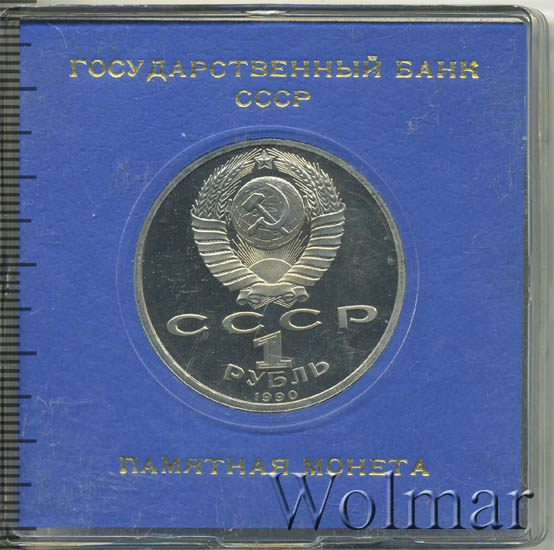 ГОСУДАРСТВЕННЫЙ БАНК
СССР
СССР
1
РУБЛЬ
1990
ПАМЯТНАЯ МОНЕТА
Wolmar